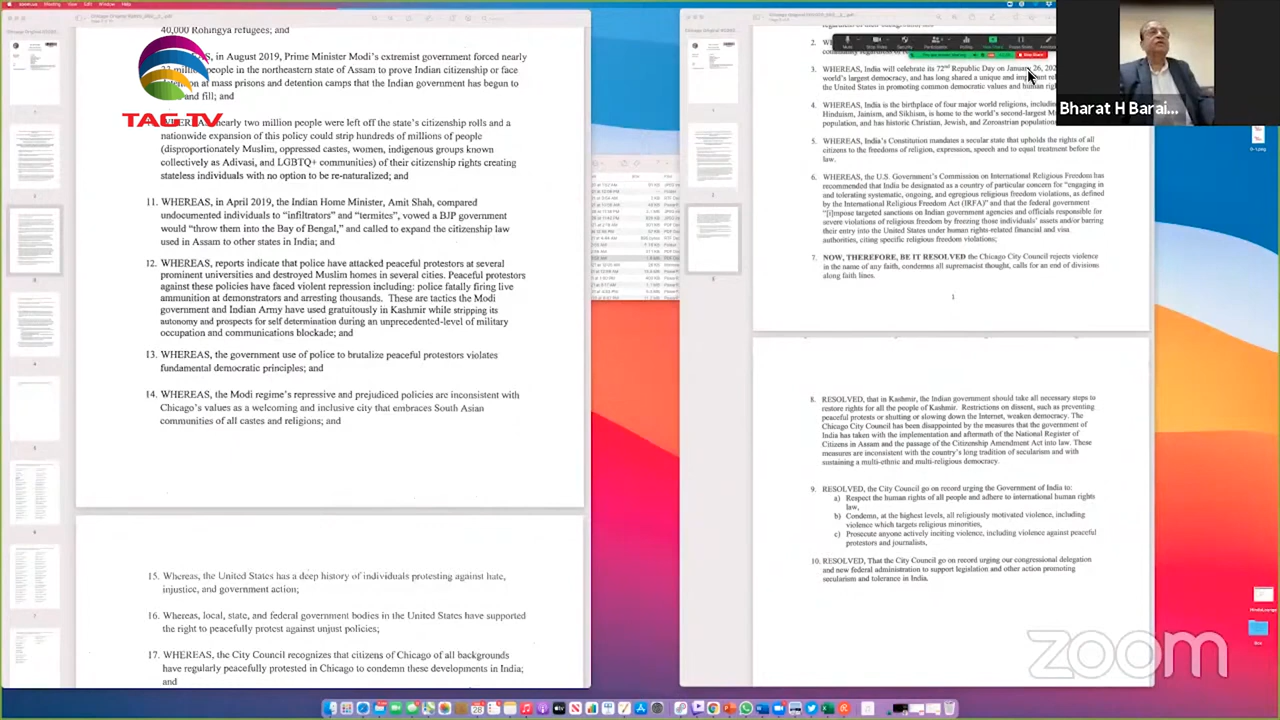 40,000 Rohingya refugees; and
TAG TV
to prove Indian citizenship or face
at mass prisons and detention camps that the Indian government has begun to
and fill; and
WHEREAS, nearly two million people were left off the state's citizenship rolls and a
nationwide expansion of this policy could strip hundreds of millions of people
(disproportionately Muslim, oppressed castes, women, indigenous groups known
collectively as Adivasi, and LGBTQ+ communities) of their citizenship rights creating
stateless individuals with no option to be re-naturalized; and
11. WHEREAS, in April 2019, the Indian Home Minister, Amit Shah, compared
undocumented individuals to "infiltrators" and "termites", vowed a BJP government
would "throw them into the Bay of Bengal", and called to expand the citizenship law
used in Assam to other states in India; and,
12. WHEREAS, reports indicate that police have attacked peaceful protestors at several
prominent universities and destroyed Muslim homes in several cities. Peaceful protestors
against these policies have faced violent repression including: police fatally firing live
ammunition at demonstrators and arresting thousands. These are tactics the Modi
government and Indian Army have used gratuitously in Kashmir while stripping its
autonomy and prospects for self determination during an unprecedented-level of military
occupation and communications blockade; and
13. WHEREAS, the government use of police to brutalize peaceful protestors violates
fundamental democratic principles; and
14. WHEREAS, the Modi regime's repressive and prejudiced policies are inconsistent with
Chicago's values as a welcoming and inclusive city that embraces South Asian
communities of all castes and religions; and
15. Whereas, the United States has a deep history of individuals protesting against hate,
injustice, and government action;
16. Whereas, local, state, and federal government bodies in the United States have supported
the right to peacefully protest against unjust policies;
17. WHEREAS, the City Council recognizes that citizens of Chicago of all backgrounds
have regularly peacefully protested in Chicago to condemn these developments in India;
and
3. WHEREAS, India will celebrate its 72nd Republic Day on January 26, 202
world's largest democracy, and has long shared a unique and important rel
the United States in promoting common democratic values and human righ
4. WHEREAS, India is the birthplace of four major world religions, includin
Hinduism, Jainism, and Sikhism, is home to the world's second-largest M
population, and has historic Christian, Jewish, and Zoroastrian populations
5. WHEREAS, India's Constitution mandates a secular state that upholds the rights of all
citizens to the freedoms of religion, expression, speech and to equal treatment before the
law.
6. WHEREAS, the U.S. Government's Commission on International Religious Freedom has
recommended that India be designated as a country of particular concern for "engaging in
and tolerating systematic, ongoing, and egregious religious freedom violations, as defined
by the International Religious Freedom Act (IRFA)" and that the federal government
"[i]mpose targeted sanctions on Indian government agencies and officials responsible for
severe violations of religious freedom by freezing those individuals' assets and/or barring
their entry into the United States under human rights-related financial and visa
authorities, citing specific religious freedom violations;
7. NOW, THEREFORE, BE IT RESOLVED the Chicago City Council rejects violence
in the name of any faith, condemns all supremacist thought, calls for an end of divisions
along faith lines.
1
8. RESOLVED, that in Kashmir, the Indian government should take all necessary steps to
restore rights for all the people of Kashmir. Restrictions on dissent, such as preventing
peaceful protests or shutting or slowing down the Internet, weaken democracy. The
Chicago City Council has been disappointed by the measures that the government of
India has taken with the implementation and aftermath of the National Register of
Citizens in Assam and the passage of the Citizenship Amendment Act into law. These
measures are inconsistent with the country's long tradition of secularism and with
sustaining a multi-ethnic and multi-religious democracy.
9. RESOLVED, the City Council go on record urging the Government of India to:
a) Respect the human rights of all people and adhere to international human rights
law,
b) Condemn, at the highest levels, all religiously motivated violence, including
violence which targets religious minorities,
c) Prosecute anyone actively inciting violence, including violence against peaceful
protestors and journalists,
10. RESOLVED, That the City Council go on record urging our congressional delegation
and new federal administration to support legislation and other action promoting
secularism and tolerance in India.
Bharat H Barai...
zoom